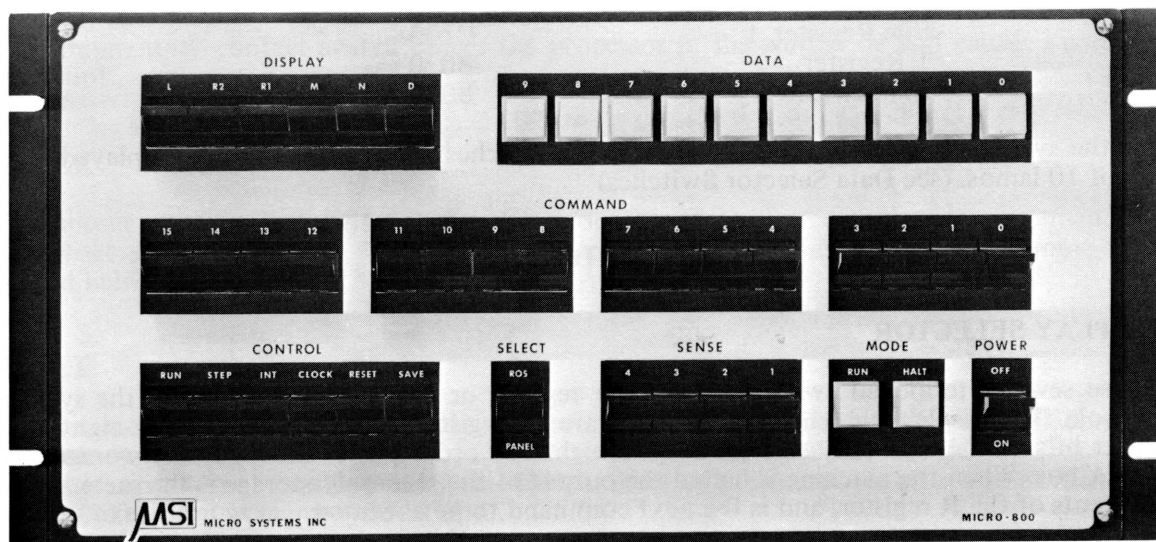 DISPLAY
L R2 R1 M N D
DATA
9 8 7 6 5 4 3 2 1 0
COMMAND
15 14 13 12
11 10 9 8
7 6 5 4
3 2 1 0
CONTROL
RUN STEP INT CLOCK RESET SAVE
SELECT
ROS
PANEL
SENSE
4 3 2 1
MODE
RUN HALT
POWER
OFF
ON
MSI MICRO SYSTEMS INC
MICRO-800